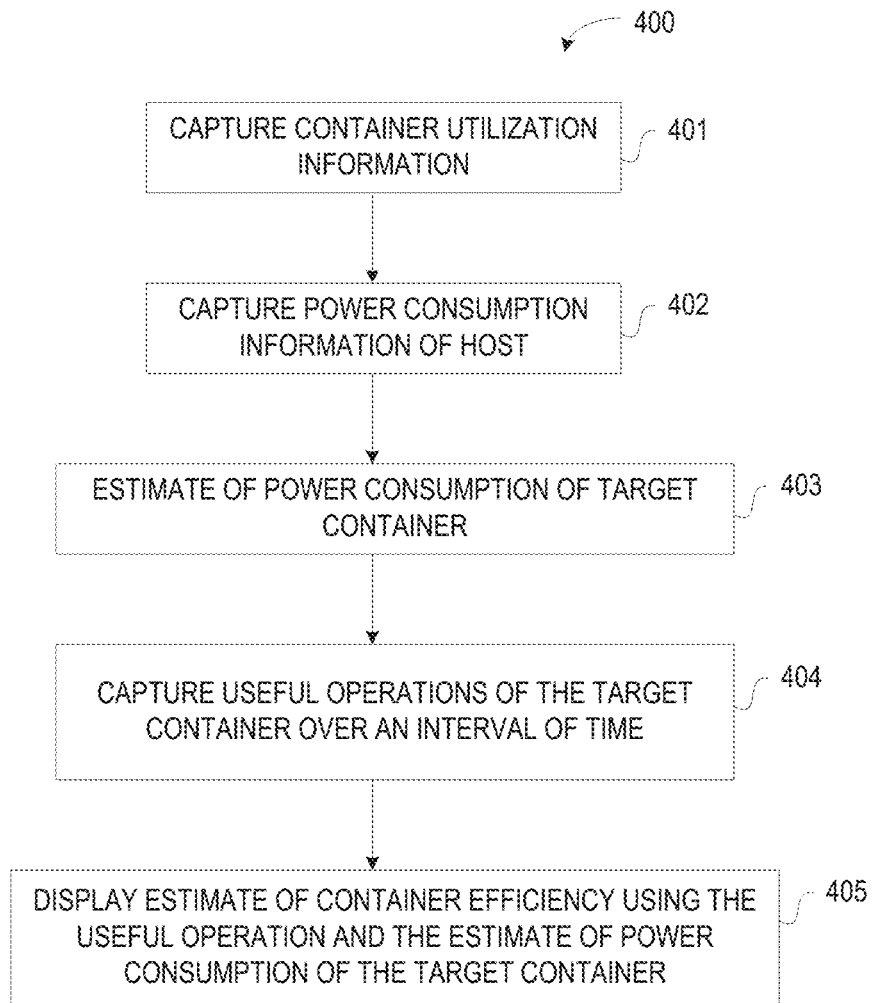 400
CAPTURE CONTAINER UTILIZATION
INFORMATION
401
CAPTURE POWER CONSUMPTION
INFORMATION OF HOST
402
ESTIMATE OF POWER CONSUMPTION OF TARGET
CONTAINER
403
CAPTURE USEFUL OPERATIONS OF THE TARGET
CONTAINER OVER AN INTERVAL OF TIME
404
DISPLAY ESTIMATE OF CONTAINER EFFICIENCY USING THE
USEFUL OPERATION AND THE ESTIMATE OF POWER
CONSUMPTION OF THE TARGET CONTAINER
405